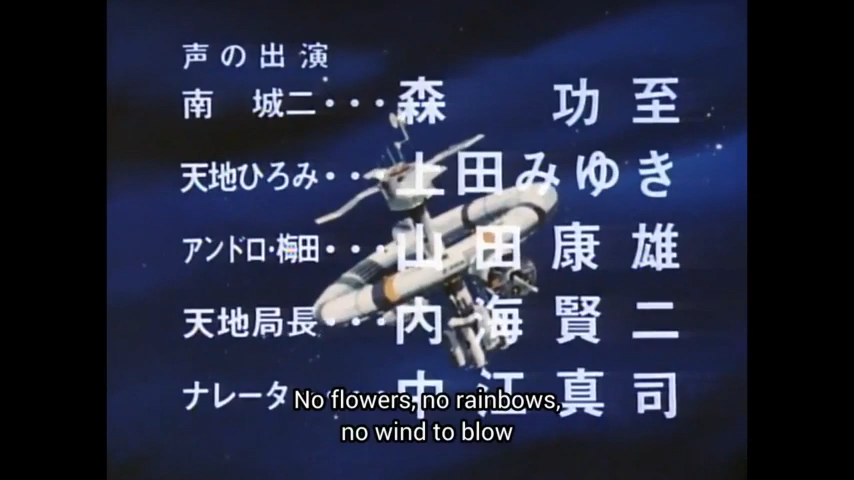 声の出演
南 城二・・・森 功至
天地ひろみ・・・上田みゆき
アンドロ・梅田・・・山田康雄
天地局長・・・内海賢二
ナレーター・・・中江真司
No flowers, no rainbows,
no wind to blow